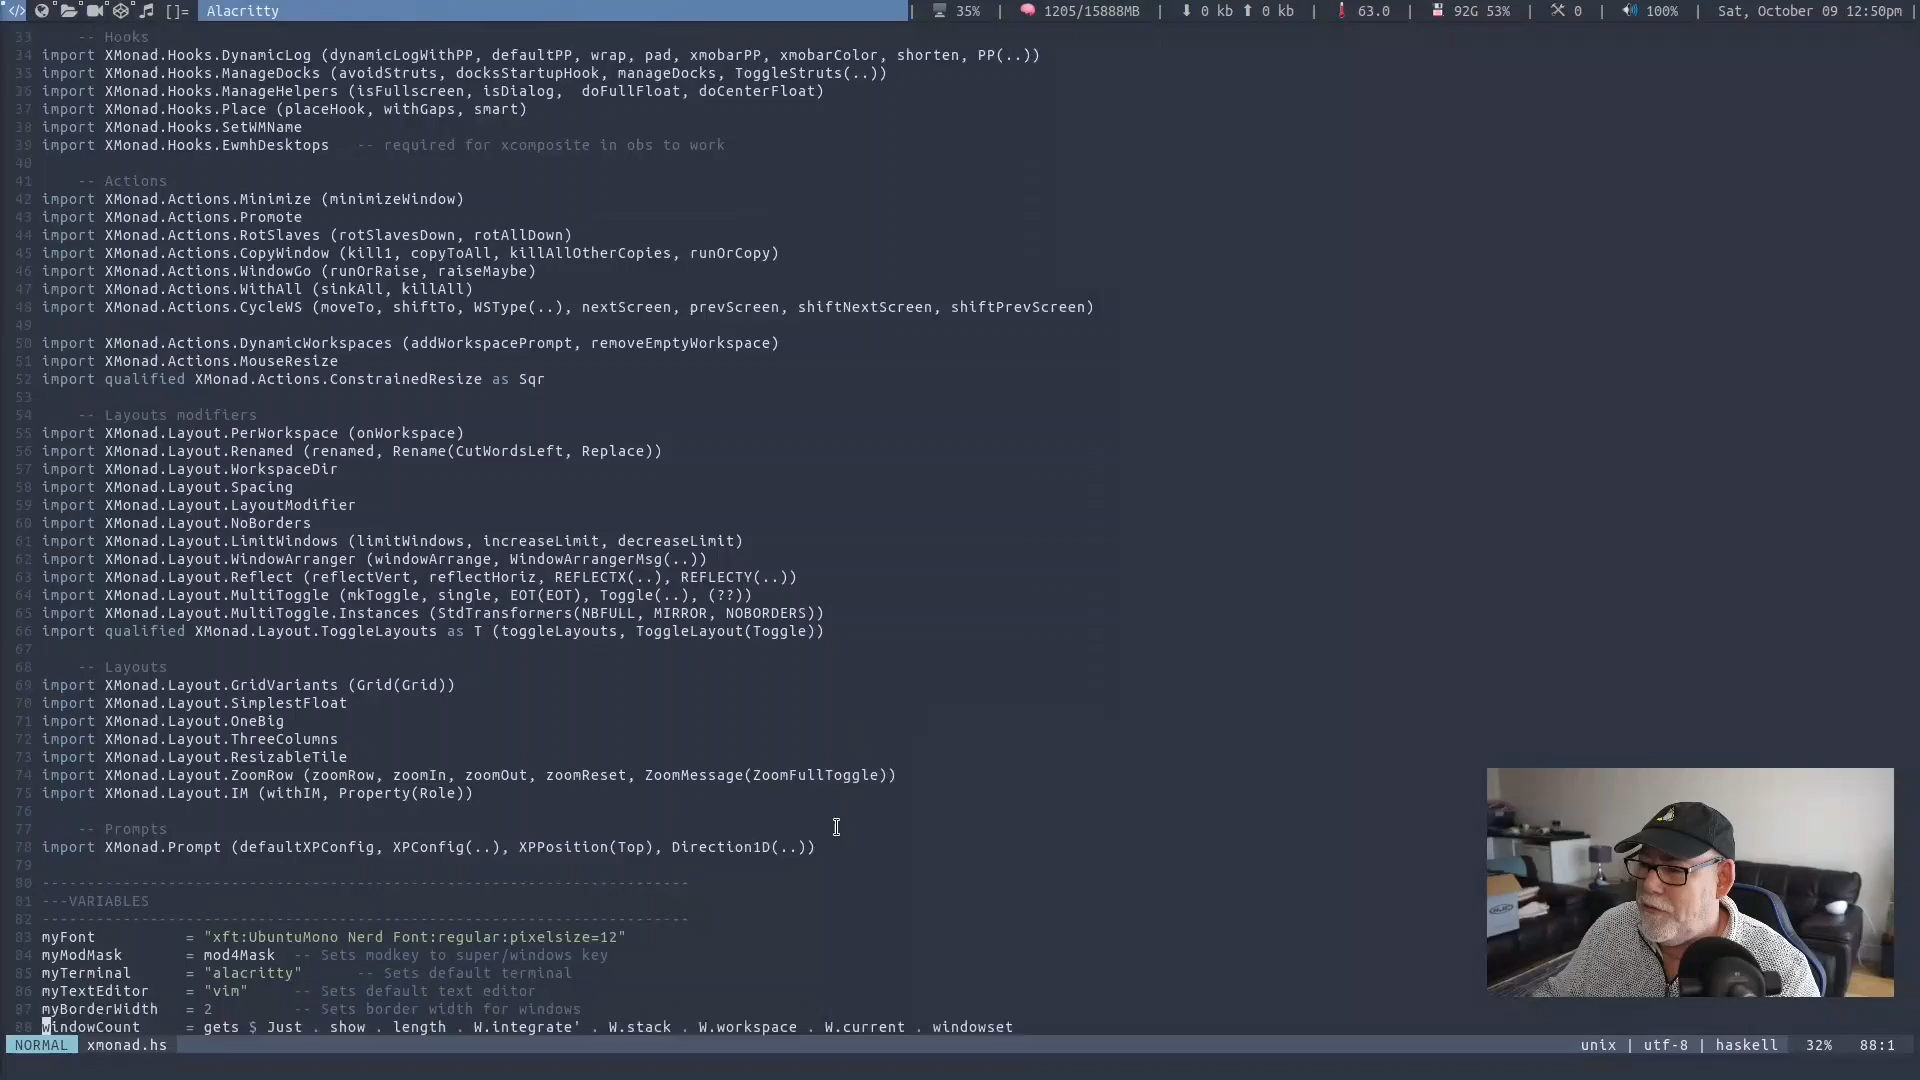 </> []= Alacritty | 35% | 1205/15888MB | 0 kb 0 kb | 63.0 | 92G 53% | 0 | 100% | Sat, October 09 12:50pm |
33 -- Hooks
34 import XMonad.Hooks.DynamicLog (dynamicLogWithPP, defaultPP, wrap, pad, xmobarPP, xmobarColor, shorten, PP(..))
35 import XMonad.Hooks.ManageDocks (avoidStruts, docksStartupHook, manageDocks, ToggleStruts(..))
36 import XMonad.Hooks.ManageHelpers (isFullscreen, isDialog,  doFullFloat, doCenterFloat)
37 import XMonad.Hooks.Place (placeHook, withGaps, smart)
38 import XMonad.Hooks.SetWMName
39 import XMonad.Hooks.EwmhDesktops   -- required for xcomposite in obs to work
40
41 -- Actions
42 import XMonad.Actions.Minimize (minimizeWindow)
43 import XMonad.Actions.Promote
44 import XMonad.Actions.RotSlaves (rotSlavesDown, rotAllDown)
45 import XMonad.Actions.CopyWindow (kill1, copyToAll, killAllOtherCopies, runOrCopy)
46 import XMonad.Actions.WindowGo (runOrRaise, raiseMaybe)
47 import XMonad.Actions.WithAll (sinkAll, killAll)
48 import XMonad.Actions.CycleWS (moveTo, shiftTo, WSType(..), nextScreen, prevScreen, shiftNextScreen, shiftPrevScreen)
49
50 import XMonad.Actions.DynamicWorkspaces (addWorkspacePrompt, removeEmptyWorkspace)
51 import XMonad.Actions.MouseResize
52 import qualified XMonad.Actions.ConstrainedResize as Sqr
53
54 -- Layouts modifiers
55 import XMonad.Layout.PerWorkspace (onWorkspace)
56 import XMonad.Layout.Renamed (renamed, Rename(CutWordsLeft, Replace))
57 import XMonad.Layout.WorkspaceDir
58 import XMonad.Layout.Spacing
59 import XMonad.Layout.LayoutModifier
60 import XMonad.Layout.NoBorders
61 import XMonad.Layout.LimitWindows (limitWindows, increaseLimit, decreaseLimit)
62 import XMonad.Layout.WindowArranger (windowArrange, WindowArrangerMsg(..))
63 import XMonad.Layout.Reflect (reflectVert, reflectHoriz, REFLECTX(..), REFLECTY(..))
64 import XMonad.Layout.MultiToggle (mkToggle, single, EOT(EOT), Toggle(..), (??))
65 import XMonad.Layout.MultiToggle.Instances (StdTransformers(NBFULL, MIRROR, NOBORDERS))
66 import qualified XMonad.Layout.ToggleLayouts as T (toggleLayouts, ToggleLayout(Toggle))
67
68 -- Layouts
69 import XMonad.Layout.GridVariants (Grid(Grid))
70 import XMonad.Layout.SimplestFloat
71 import XMonad.Layout.OneBig
72 import XMonad.Layout.ThreeColumns
73 import XMonad.Layout.ResizableTile
74 import XMonad.Layout.ZoomRow (zoomRow, zoomIn, zoomOut, zoomReset, ZoomMessage(ZoomFullToggle))
75 import XMonad.Layout.IM (withIM, Property(Role))
76
77 -- Prompts
78 import XMonad.Prompt (defaultXPConfig, XPConfig(..), XPPosition(Top), Direction1D(..))
79
80 ------------------------------------------------------------------------
81 ---VARIABLES
82 ------------------------------------------------------------------------
83 myFont          = "xft:UbuntuMono Nerd Font:regular:pixelsize=12"
84 myModMask       = mod4Mask  -- Sets modkey to super/windows key
85 myTerminal      = "alacritty"      -- Sets default terminal
86 myTextEditor    = "vim"     -- Sets default text editor
87 myBorderWidth   = 2         -- Sets border width for windows
88 windowCount     = gets $ Just . show . length . W.integrate' . W.stack . W.workspace . W.current . windowset
NORMAL xmonad.hs unix | utf-8 | haskell 32% 88:1